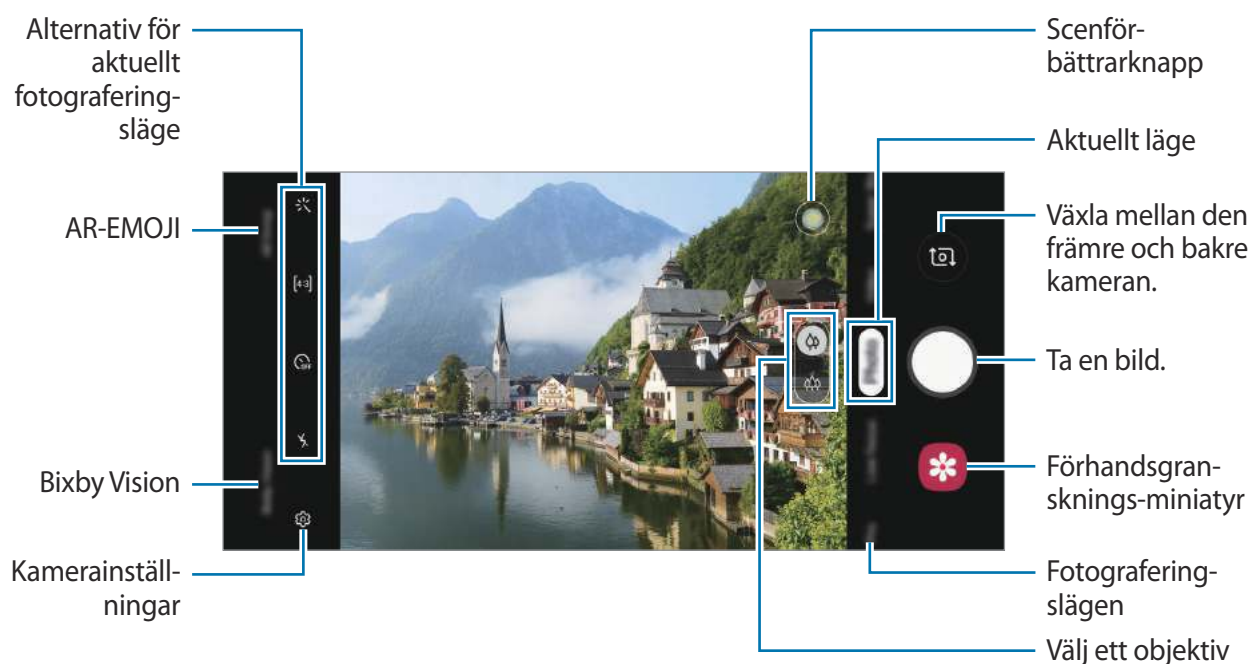 Alternativ för
aktuellt
fotografering-
släge
AR-EMOJI
Bixby Vision
Kamerainställ-
ningar
4:3
OFF
Scenför-
bättrarknapp
Aktuellt läge
Växla mellan den
främre och bakre
kameran.
Ta en bild.
Förhandsgran-
sknings-miniatyr
Fotografering-
slägen
Välj ett objektiv